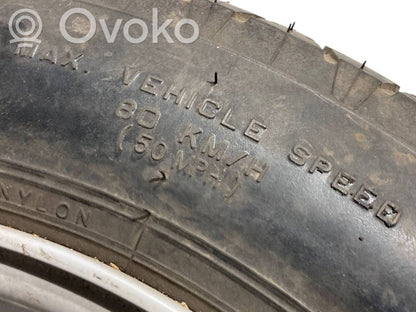 Ovoko
MAX. VEHICLE SPEED
80 KM/H
(50 MPH)
NYLON